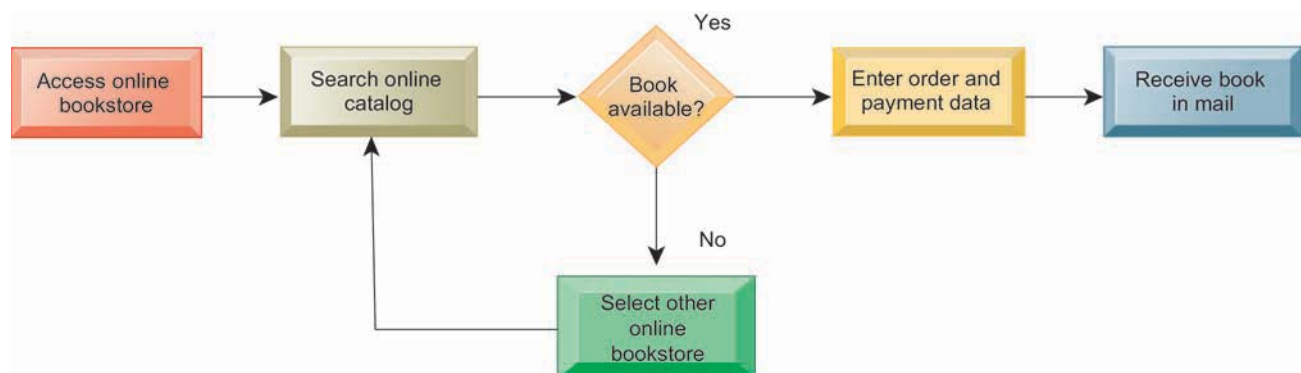 Access online
bookstore
Search online
catalog
Book
available?
Yes
Enter order and
payment data
Receive book
in mail
No
Select other
online
bookstore